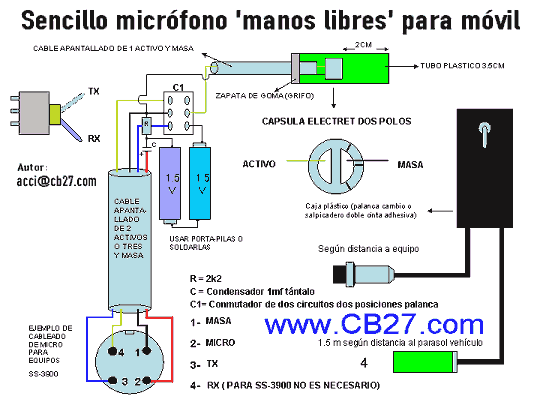 Sencillo micrófono 'manos libres' para móvil
CABLE APANTALLADO DE 1 ACTIVO Y MASA
2CM
TUBO PLASTICO 3.5CM
C1
ZAPATA DE GOMA(GRIFO)
TX
RX
R
C
CAPSULA ELECTRET DOS POLOS
ACTIVO
MASA
Autor:
acci@cb27.com
1.5
V
1.5
V
CABLE
APANTA-
LLADO
DE 2
ACTIVOS
O TRES
Y MASA
Caja plástico (palanca cambio o
salpicadero doble cinta adhesiva)
USAR PORTA-PILAS O
SOLDARLAS
Según distancia a equipo
R = 2k2
C = Condensador 1mf tántalo
C1= Conmutador de dos circuitos dos posiciones palanca
EJEMPLO DE
CABLEADO
DE MICRO
PARA
EQUIPOS
SS-3900
4
1
3
2
1- MASA
2- MICRO
3- TX
4- RX ( PARA SS-3900 NO ES NECESARIO)
www.CB27.com
1.5 m según distancia al parasol vehículo
4